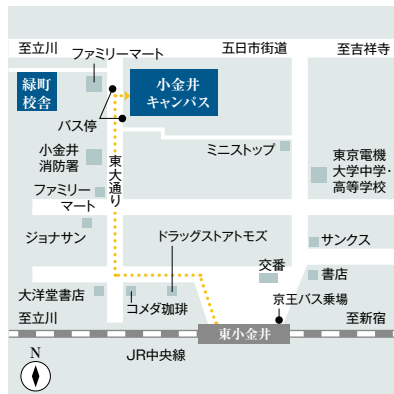 至立川
ファミリーマート
五日市街道
至吉祥寺
緑町
校舎
小金井
キャンパス
バス停
小金井
消防署
東大通り
ミニストップ
東京電機
大学中学・
高等学校
ファミリー
マート
ジョナサン
ドラッグストアトモズ
サンクス
交番
書店
大洋堂書店
コメダ珈琲
京王バス乗場
至立川
東小金井
至新宿
JR中央線
N